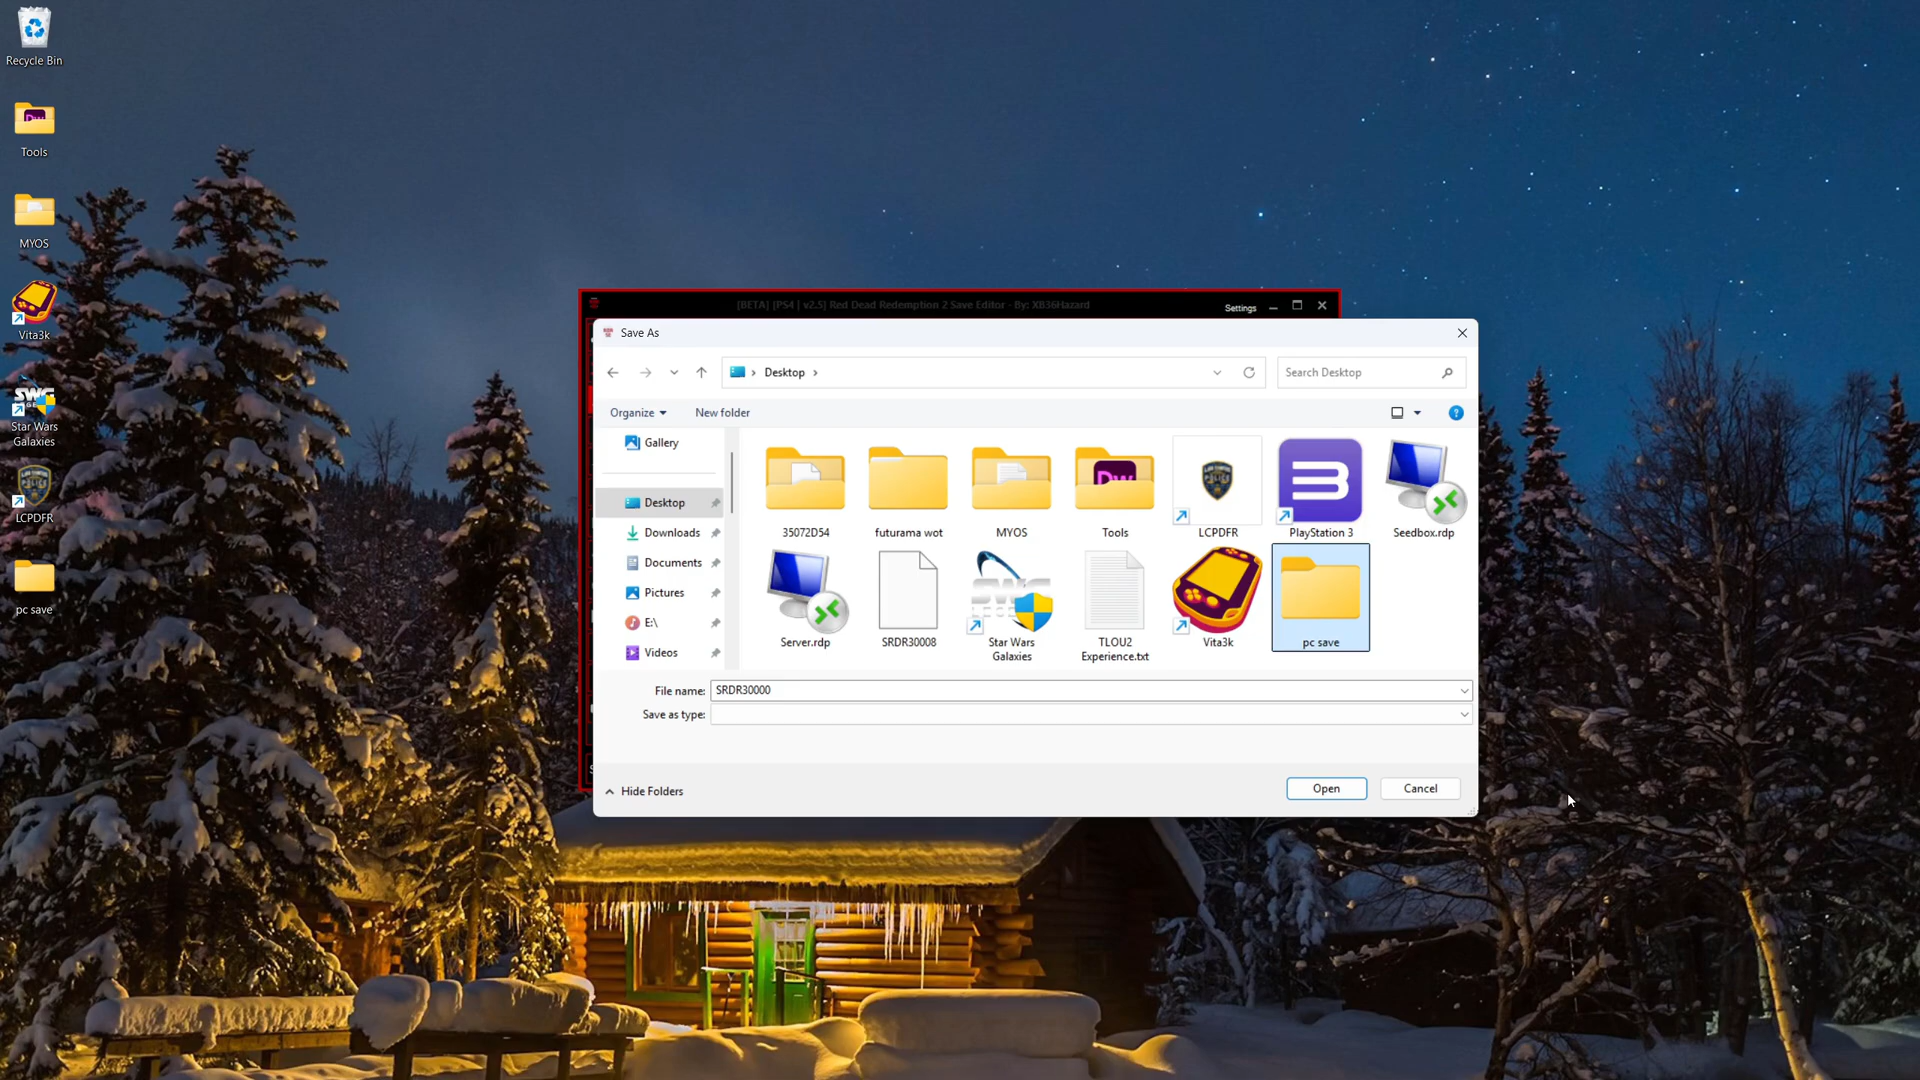 Recycle Bin
Tools
MYOS
Vita3k
Star Wars
Galaxies
LCPDFR
pc save
[BETA] [PS4 | v2.5] Red Dead Redemption 2 Save Editor - By: XB36Hazard
Settings
Save As
Desktop
Search Desktop
Organize
New folder
Gallery
Desktop
Downloads
Documents
Pictures
E:\
Videos
35072D54
futurama wot
MYOS
Tools
LCPDFR
PlayStation 3
Seedbox.rdp
Server.rdp
SRDR30008
Star Wars
Galaxies
TLOU2
Experience.txt
Vita3k
pc save
File name: SRDR30000
Save as type:
Hide Folders
Open
Cancel